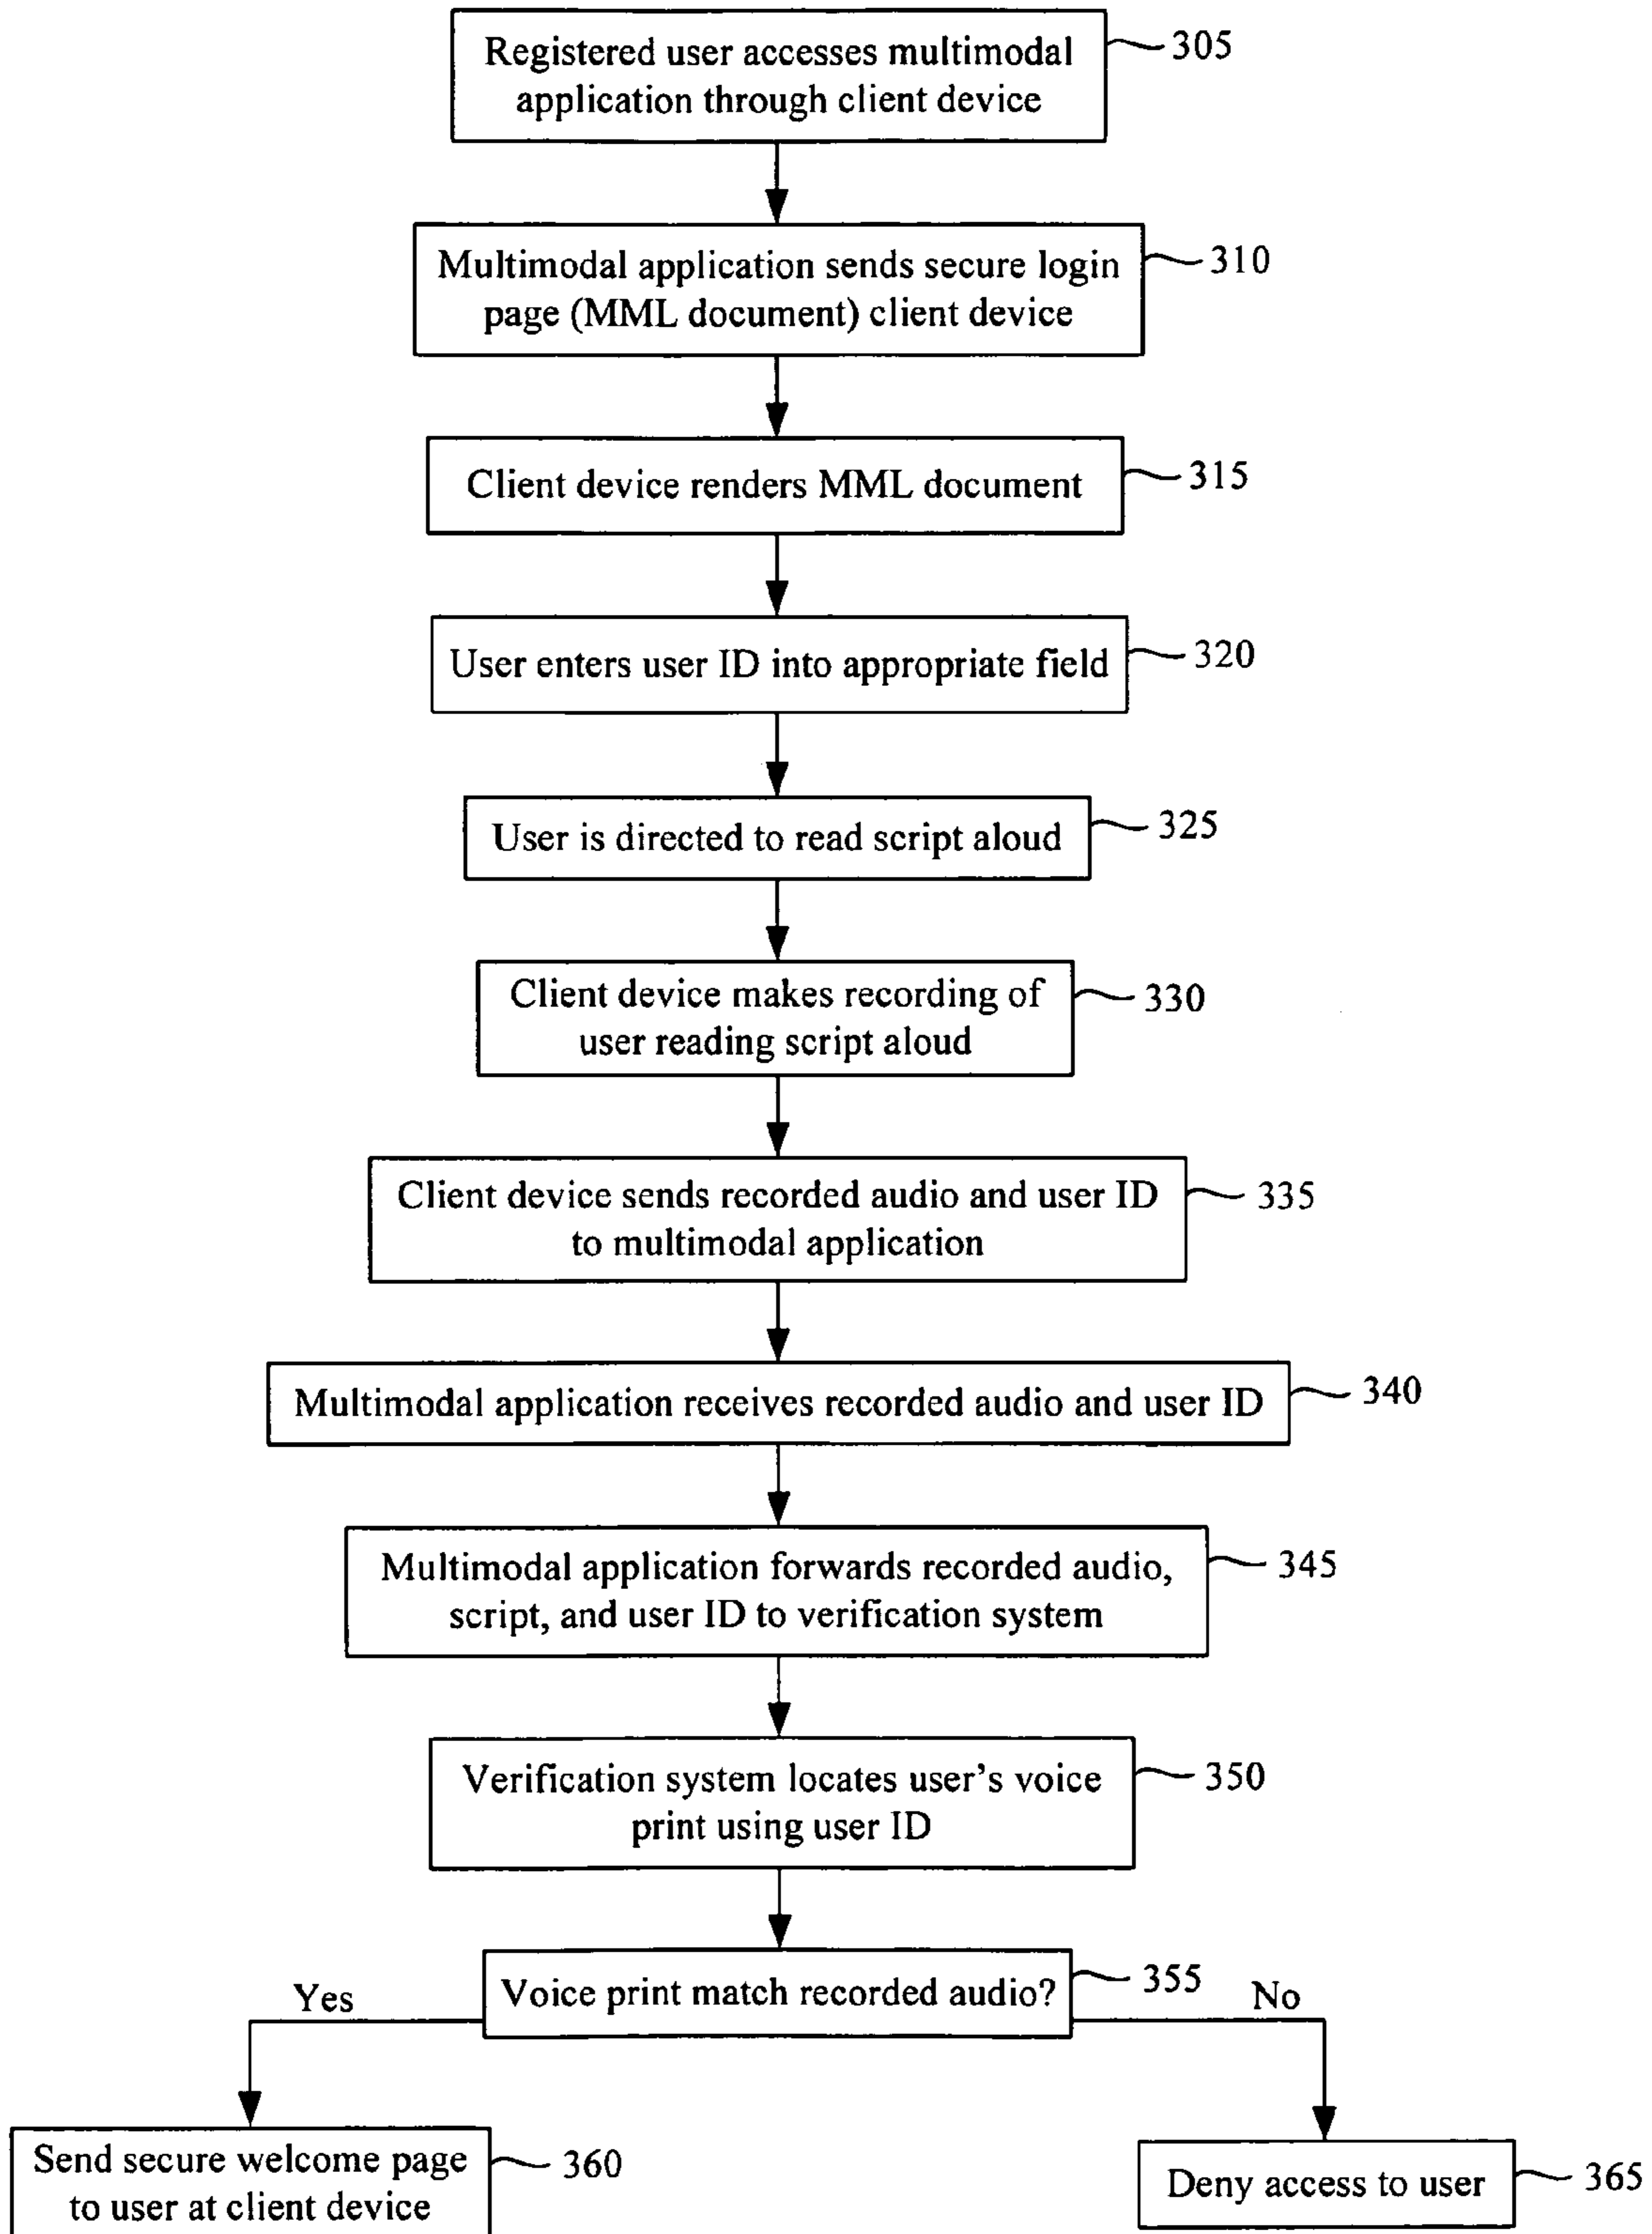 Registered user accesses multimodal
application through client device
305
Multimodal application sends secure login
page (MML document) client device
310
Client device renders MML document
315
User enters user ID into appropriate field
320
User is directed to read script aloud
325
Client device makes recording of
user reading script aloud
330
Client device sends recorded audio and user ID
to multimodal application
335
Multimodal application receives recorded audio and user ID
340
Multimodal application forwards recorded audio,
script, and user ID to verification system
345
Verification system locates user's voice
print using user ID
350
Voice print match recorded audio?
355
Yes
No
Send secure welcome page
to user at client device
360
Deny access to user
365